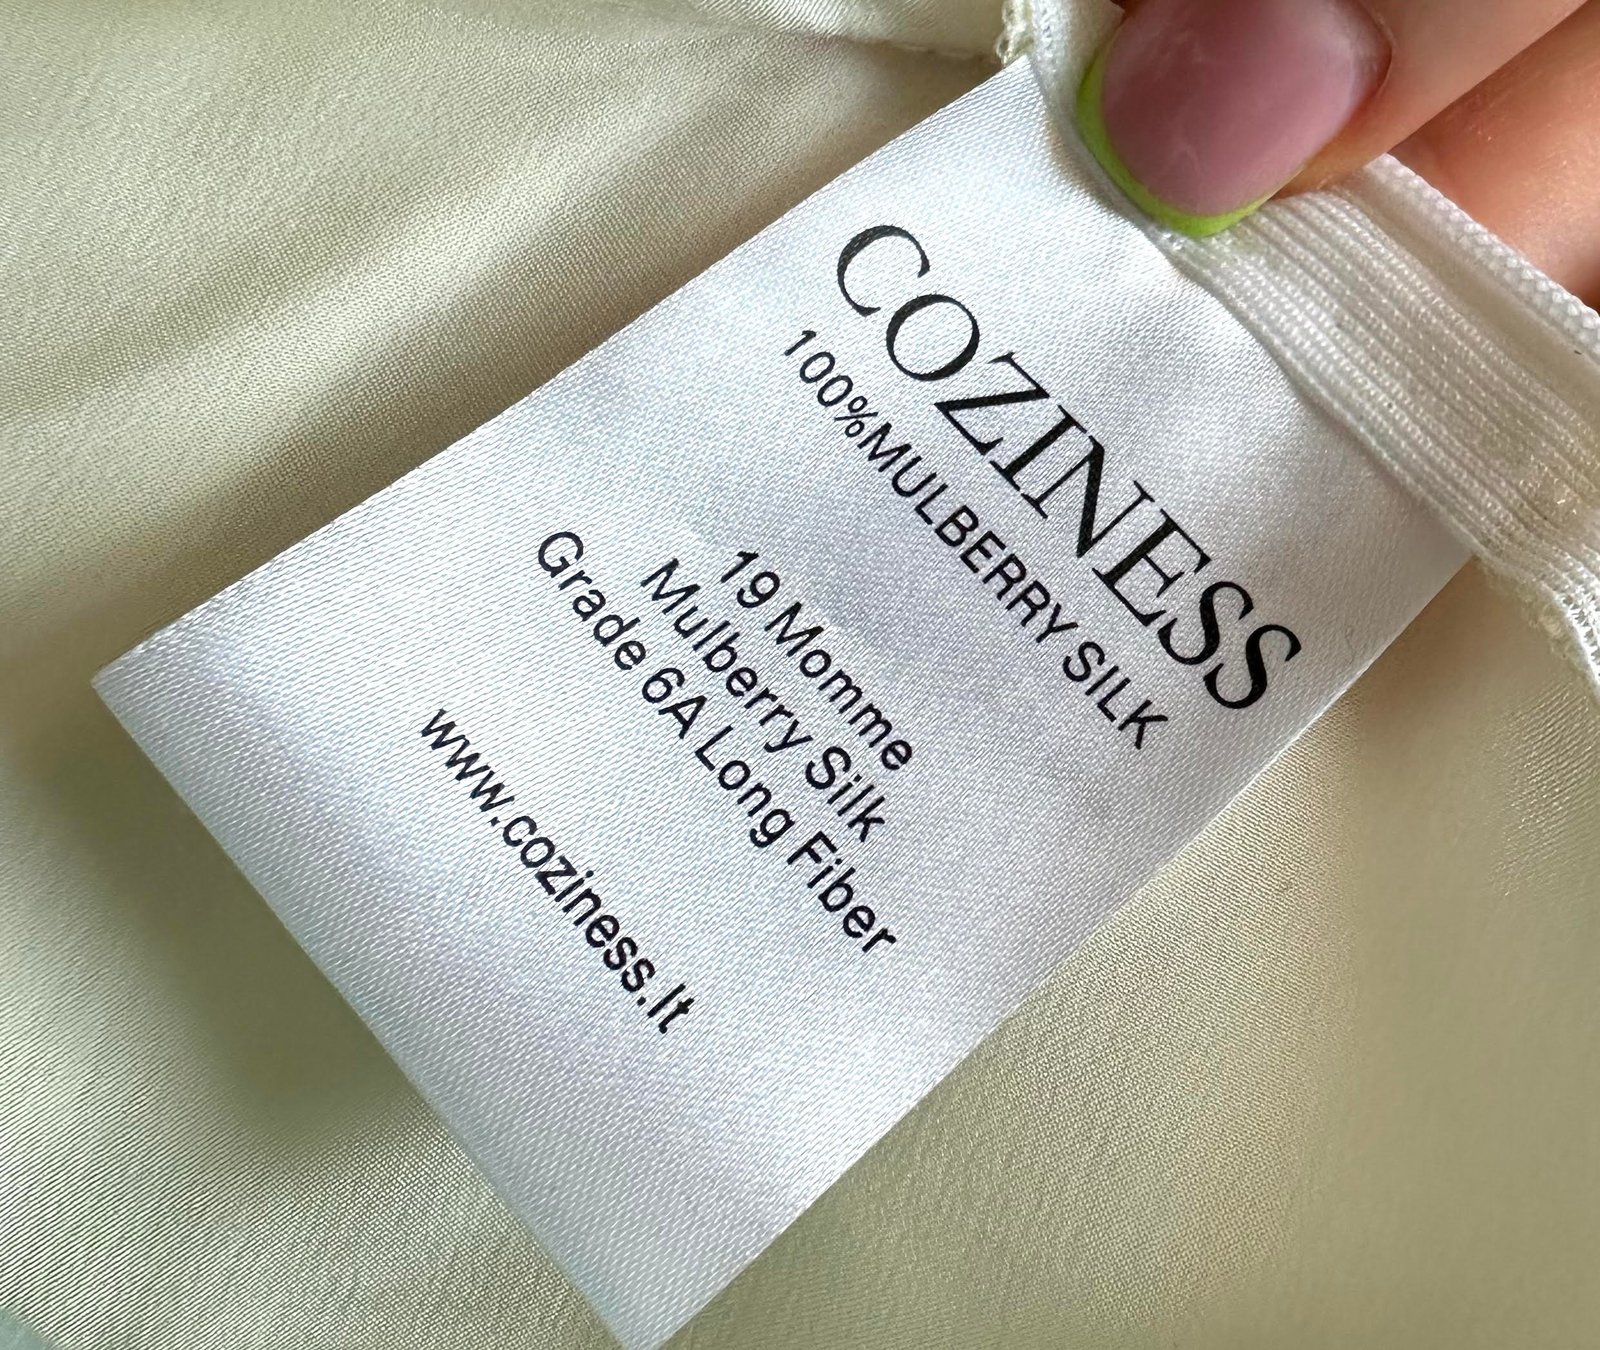 COZINESS
100%MULBERRY SILK
19 Momme
Mulberry Silk
Grade 6A Long Fiber
www.coziness.lt